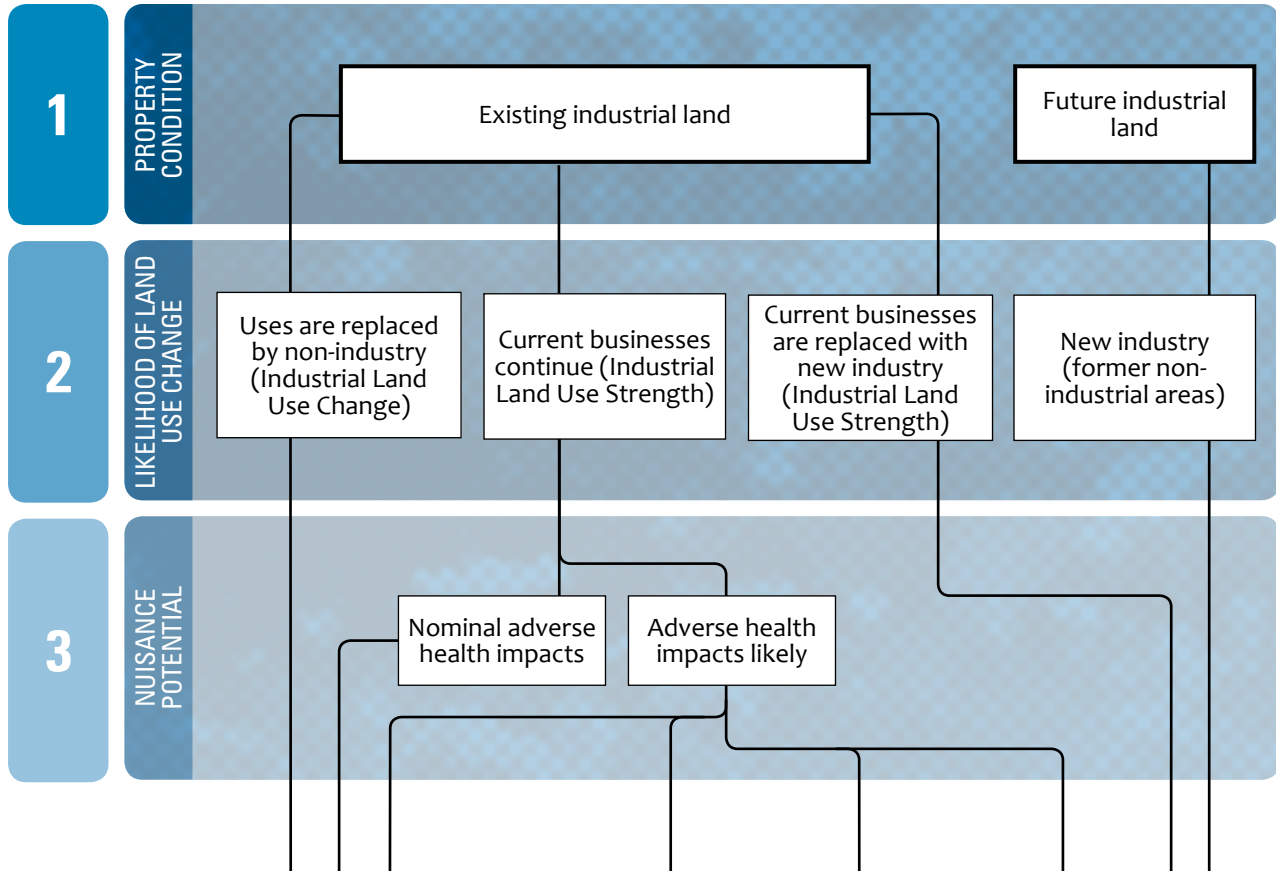 1
PROPERTY
CONDITION
Existing industrial land
Future industrial
land
2
LIKELIHOOD OF LAND
USE CHANGE
Uses are replaced
by non-industry
(Industrial Land
Use Change)
Current businesses
continue (Industrial
Land Use Strength)
Current businesses
are replaced with
new industry
(Industrial Land
Use Strength)
New industry
(former non-
industrial areas)
3
NUISANCE
POTENTIAL
Nominal adverse
health impacts
Adverse health
impacts likely